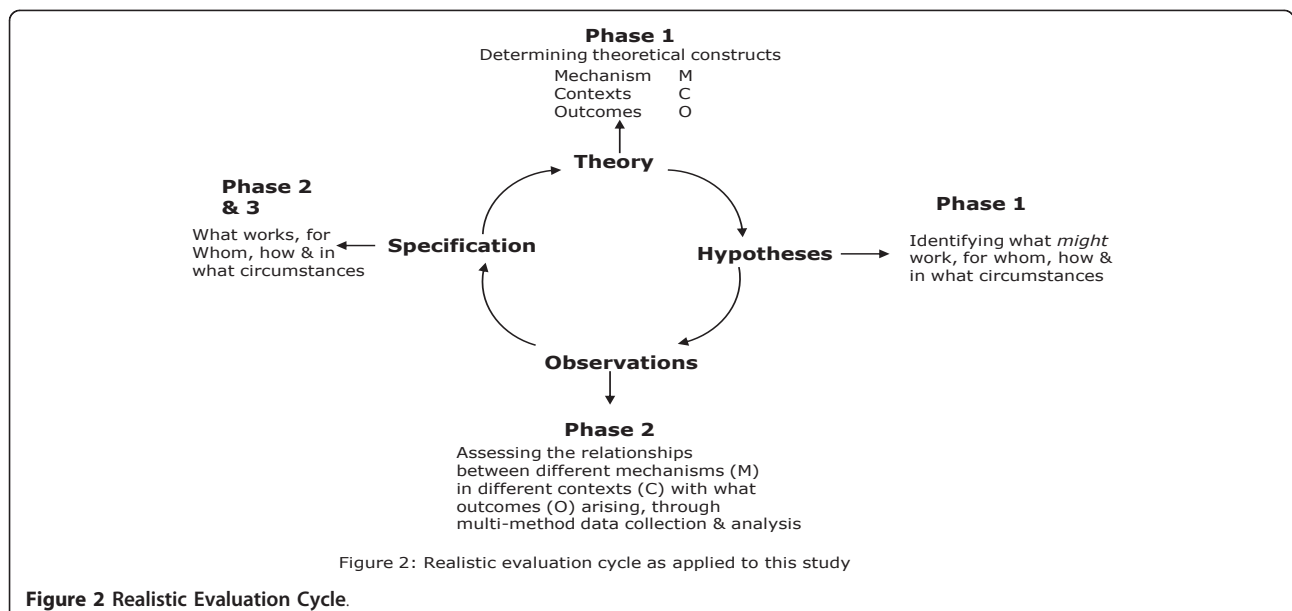 Phase 1
Determining theoretical constructs
Mechanism M
Contexts C
Outcomes O
Theory
Phase 2
& 3
What works, for
Whom, how & in
what circumstances
Specification
Hypotheses
Phase 1
Identifying what might
work, for whom, how &
in what circumstances
Observations
Phase 2
Assessing the relationships
between different mechanisms (M)
in different contexts (C) with what
outcomes (O) arising, through
multi-method data collection & analysis
Figure 2: Realistic evaluation cycle as applied to this study
Figure 2 Realistic Evaluation Cycle.